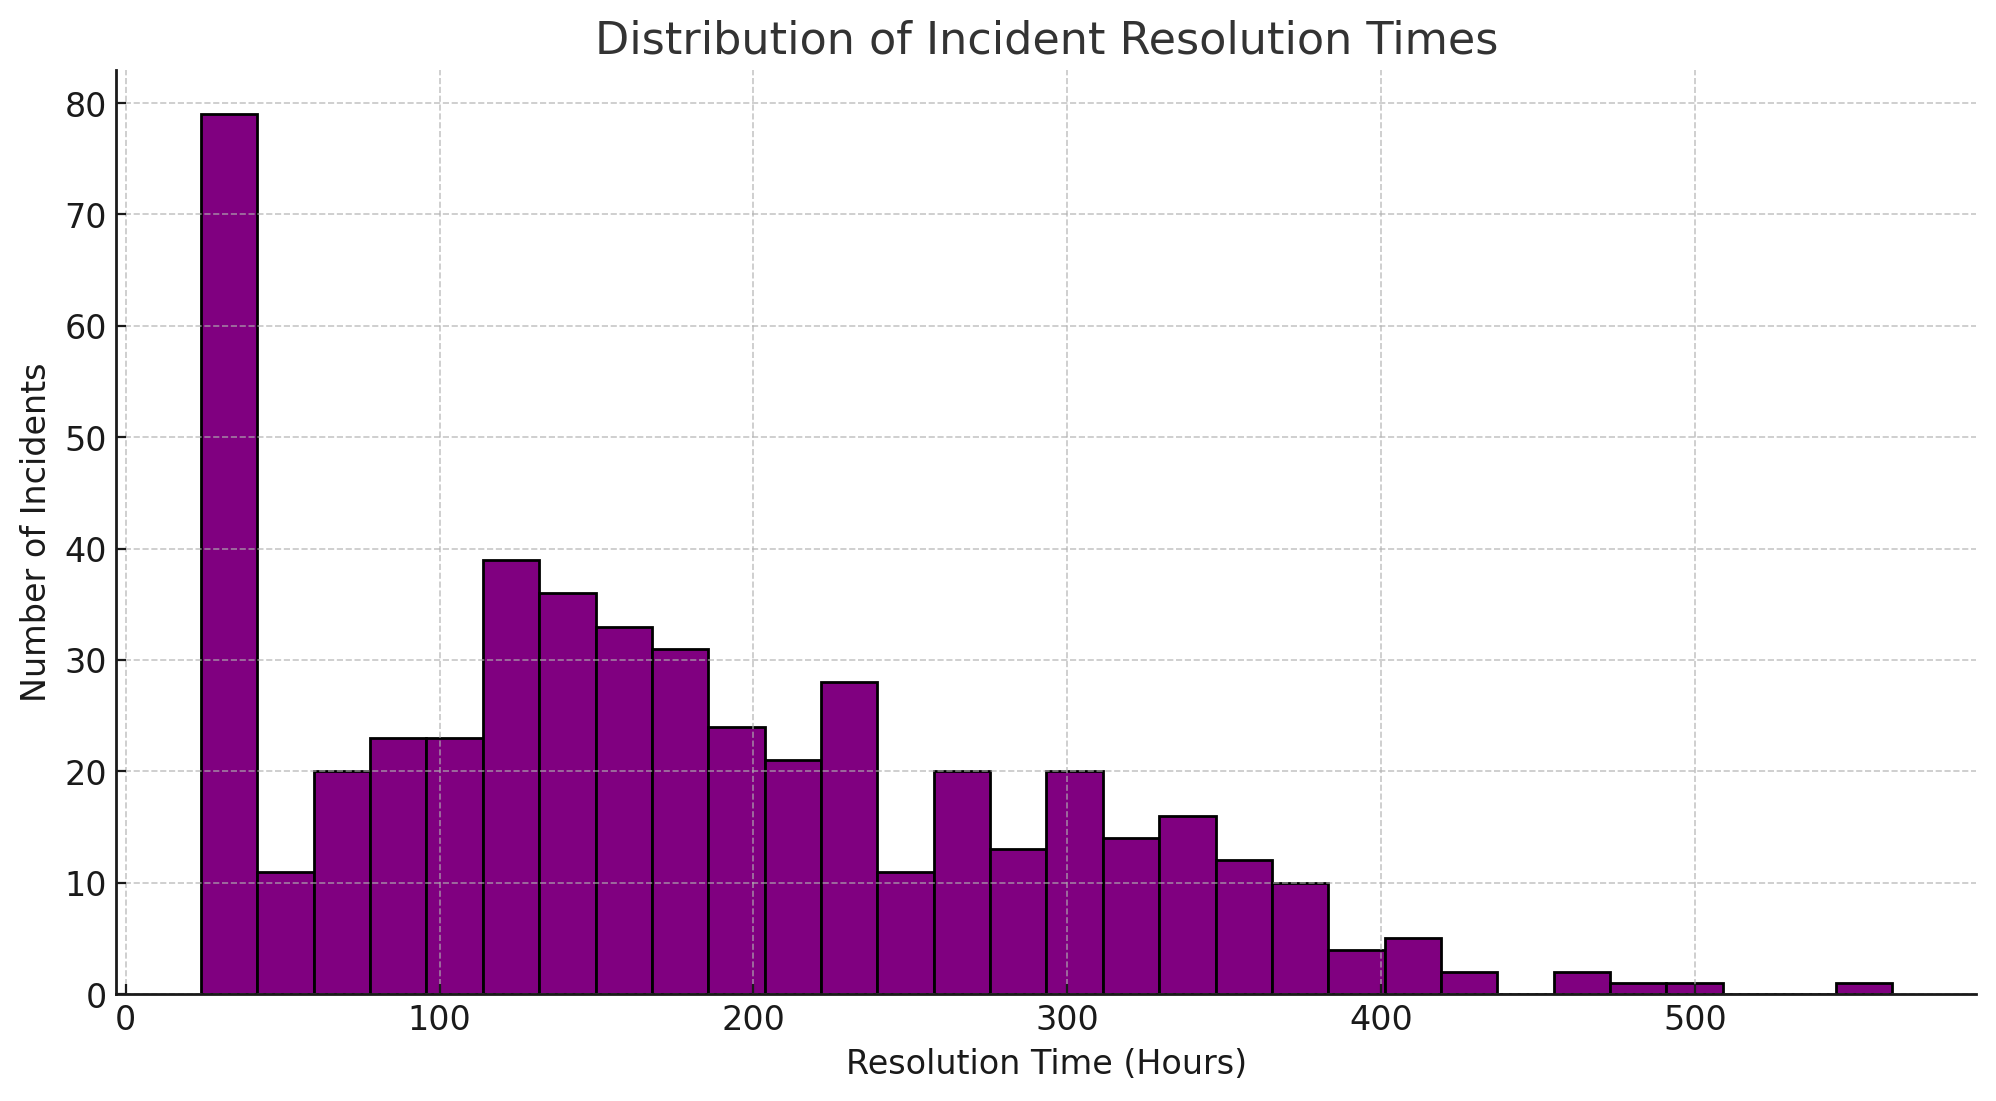 Distribution of Incident Resolution Times
Number of Incidents
80
70
60
50
40
30
20
10
0
0 100 200 300 400 500
Resolution Time (Hours)